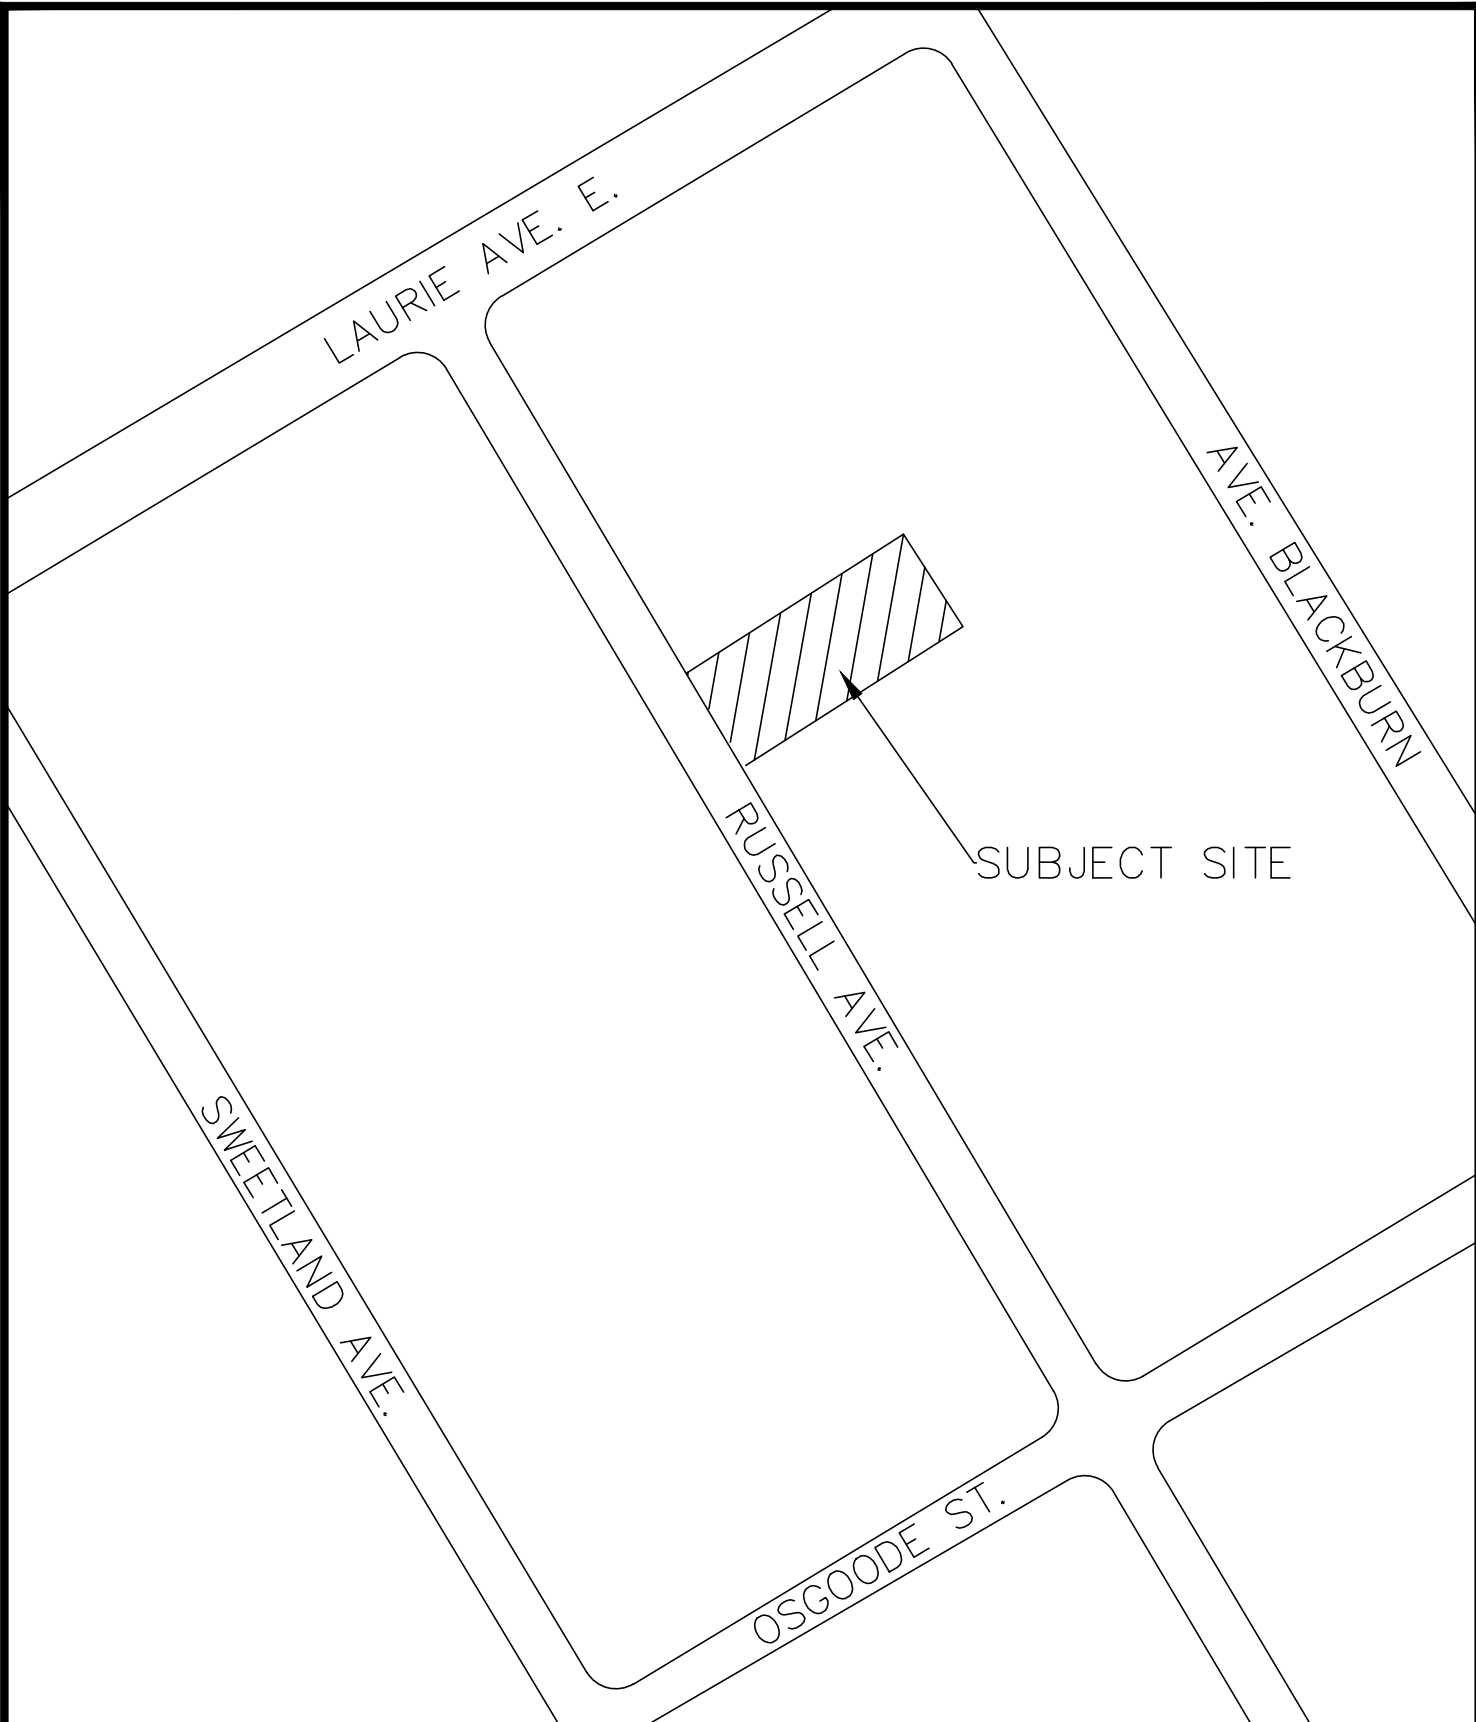 LAURIE AVE. E.
AVE. BLACKBURN
SUBJECT SITE
RUSSELL AVE.
SWEETLAND AVE.
OSGOODE ST.